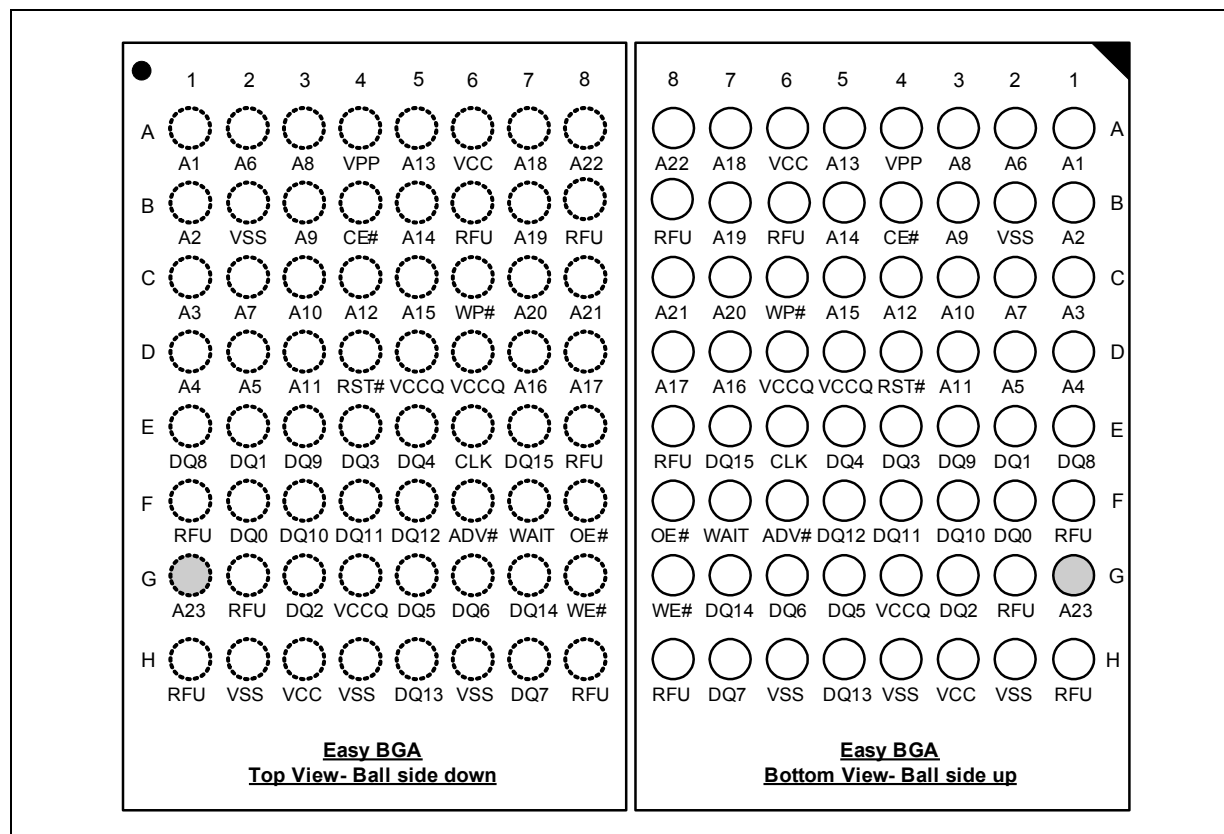 1 2 3 4 5 6 7 8
A
A1 A6 A8 VPP A13 VCC A18 A22
B
A2 VSS A9 CE# A14 RFU A19 RFU
C
A3 A7 A10 A12 A15 WP# A20 A21
D
A4 A5 A11 RST# VCCQ VCCQ A16 A17
E
DQ8 DQ1 DQ9 DQ3 DQ4 CLK DQ15 RFU
F
RFU DQ0 DQ10 DQ11 DQ12 ADV# WAIT OE#
G
A23 RFU DQ2 VCCQ DQ5 DQ6 DQ14 WE#
H
RFU VSS VCC VSS DQ13 VSS DQ7 RFU
Easy BGA
Top View- Ball side down
8 7 6 5 4 3 2 1
A
A22 A18 VCC A13 VPP A8 A6 A1
B
RFU A19 RFU A14 CE# A9 VSS A2
C
A21 A20 WP# A15 A12 A10 A7 A3
D
A17 A16 VCCQ VCCQ RST# A11 A5 A4
E
RFU DQ15 CLK DQ4 DQ3 DQ9 DQ1 DQ8
F
OE# WAIT ADV# DQ12 DQ11 DQ10 DQ0 RFU
G
WE# DQ14 DQ6 DQ5 VCCQ DQ2 RFU A23
H
RFU DQ7 VSS DQ13 VSS VCC VSS RFU
Easy BGA
Bottom View- Ball side up